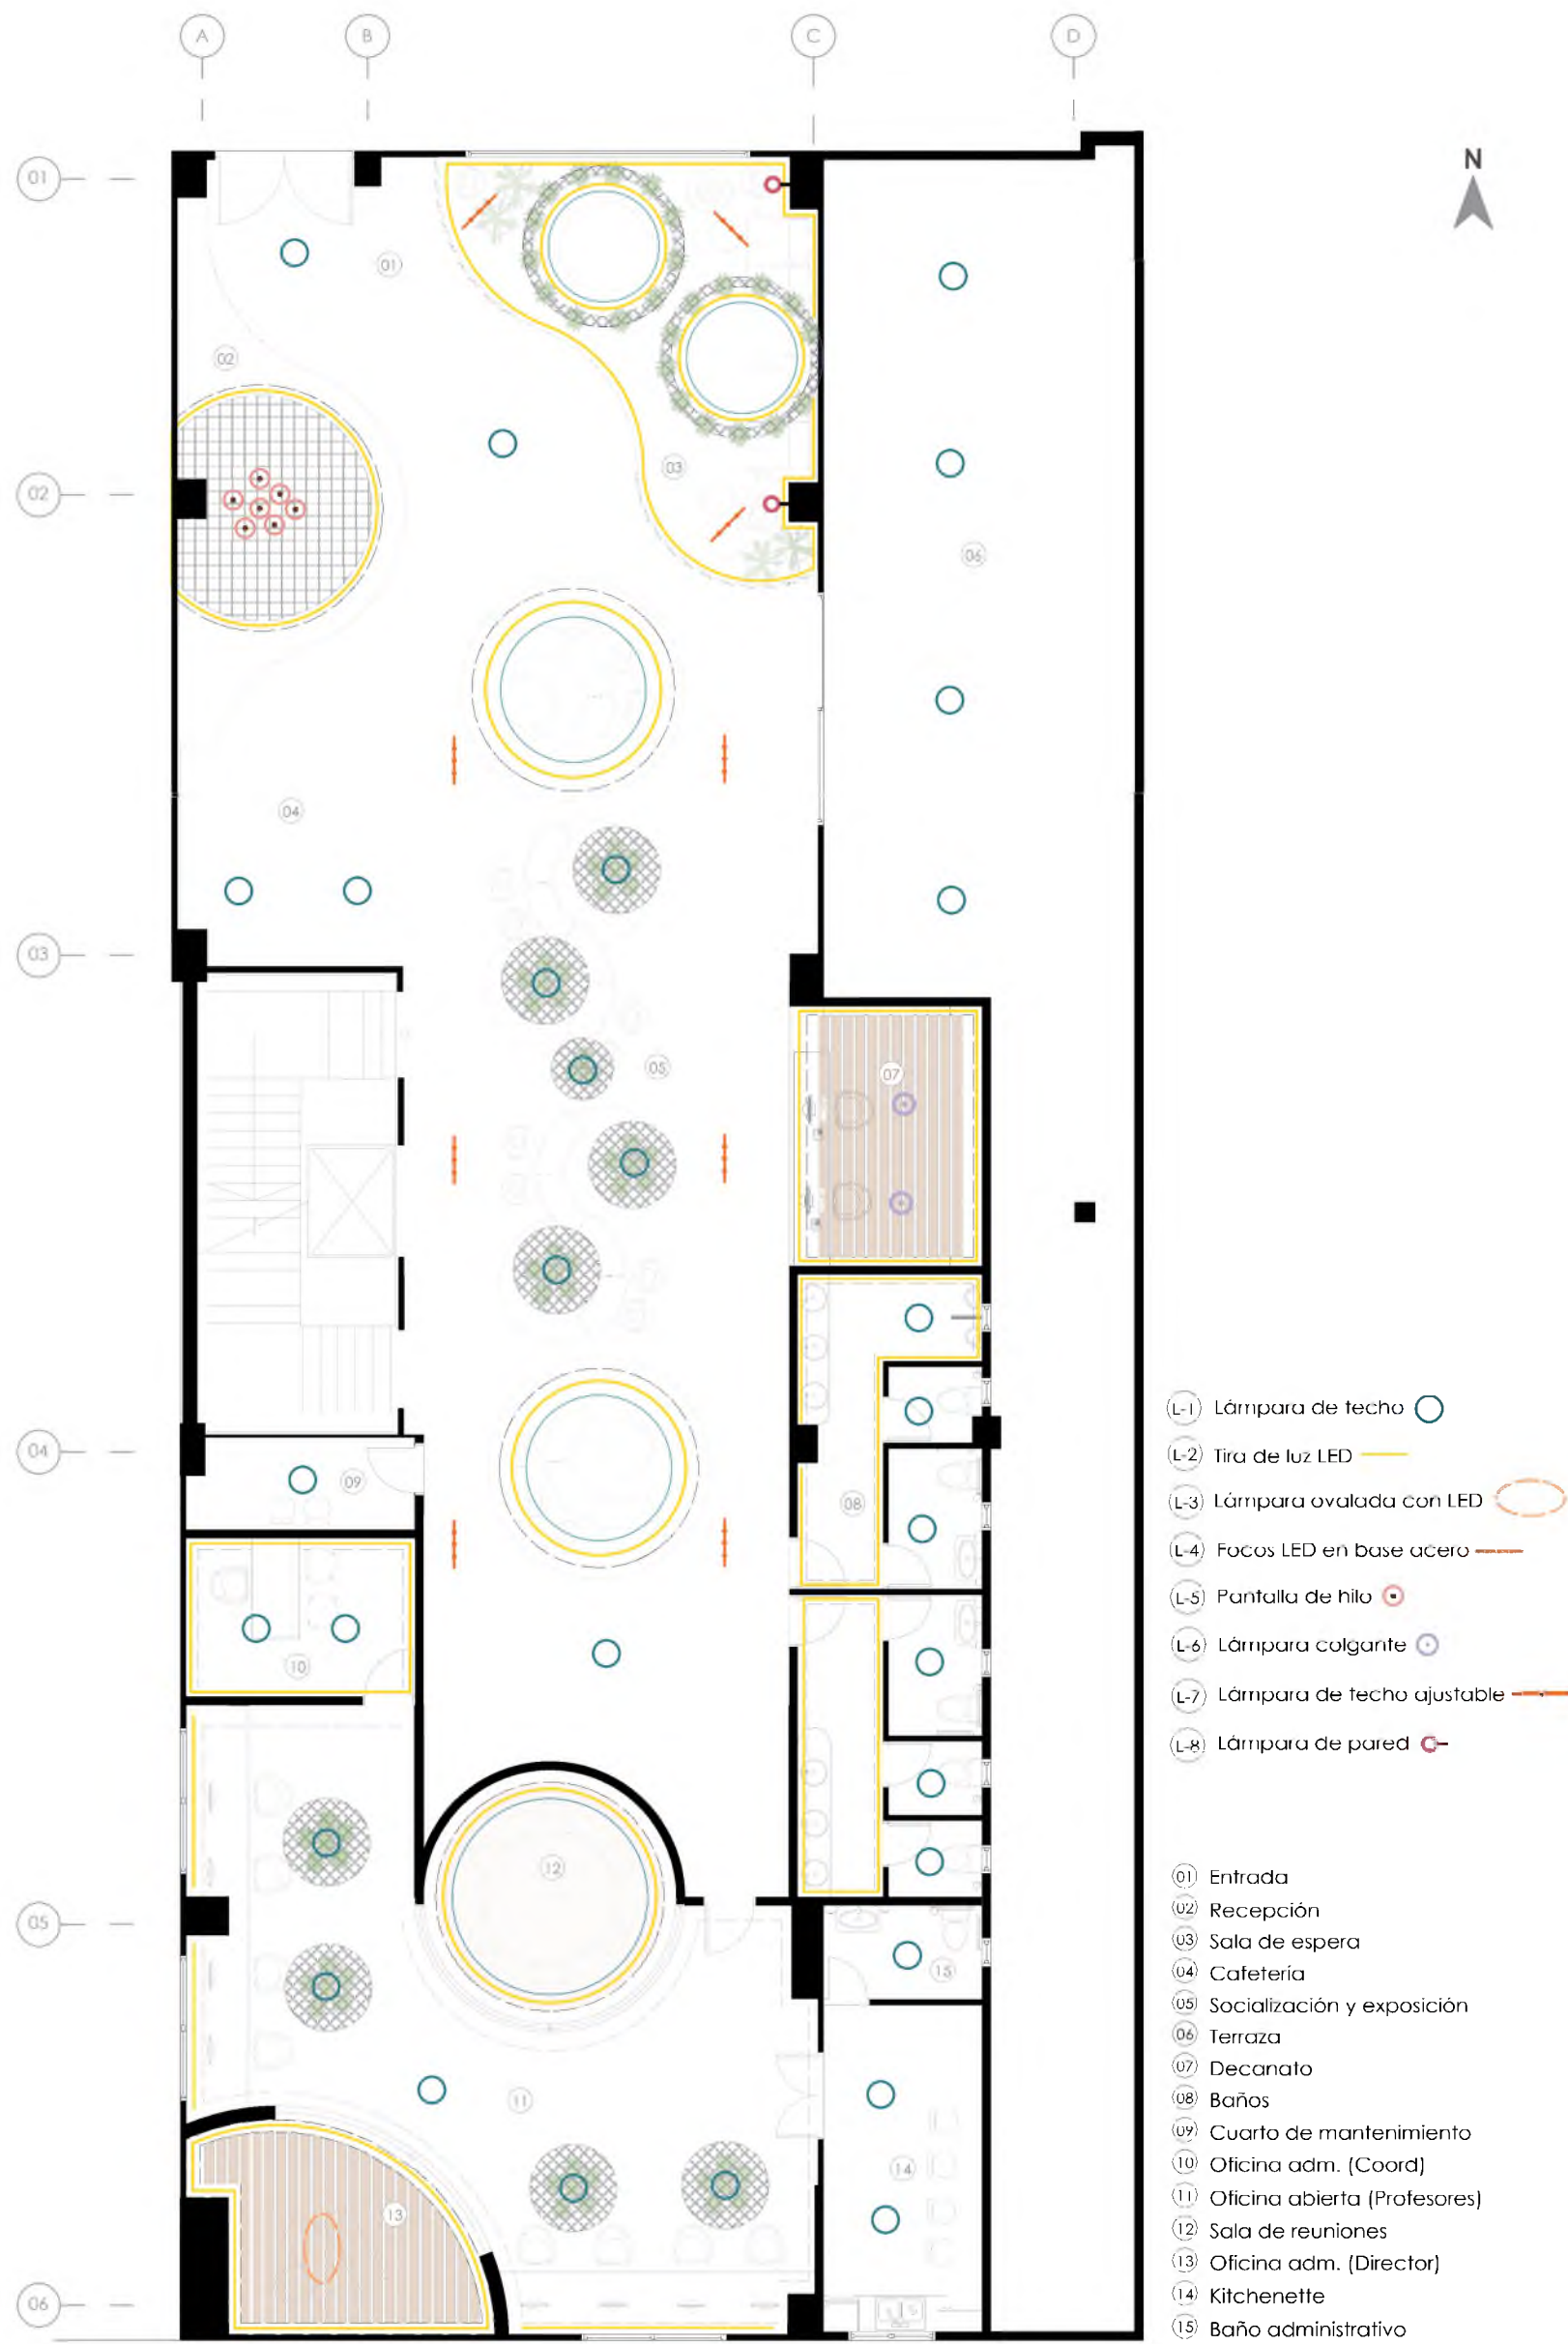 A B C D
N
01
01
02
03
02
06
04
03
05
07
04
09
08
10
12
05
15
11
14
13
06
L-1 Lámpara de techo
L-2 Tira de luz LED
L-3 Lámpara ovalada con LED
L-4 Focos LED en base acero
L-5 Pantalla de hilo
L-6 Lámpara colgante
L-7 Lámpara de techo ajustable
L-8 Lámpara de pared
01 Entrada
02 Recepción
03 Sala de espera
04 Cafetería
05 Socialización y exposición
06 Terraza
07 Decanato
08 Baños
09 Cuarto de mantenimiento
10 Oficina adm. (Coord)
11 Oficina abierta (Profesores)
12 Sala de reuniones
13 Oficina adm. (Director)
14 Kitchenette
15 Baño administrativo